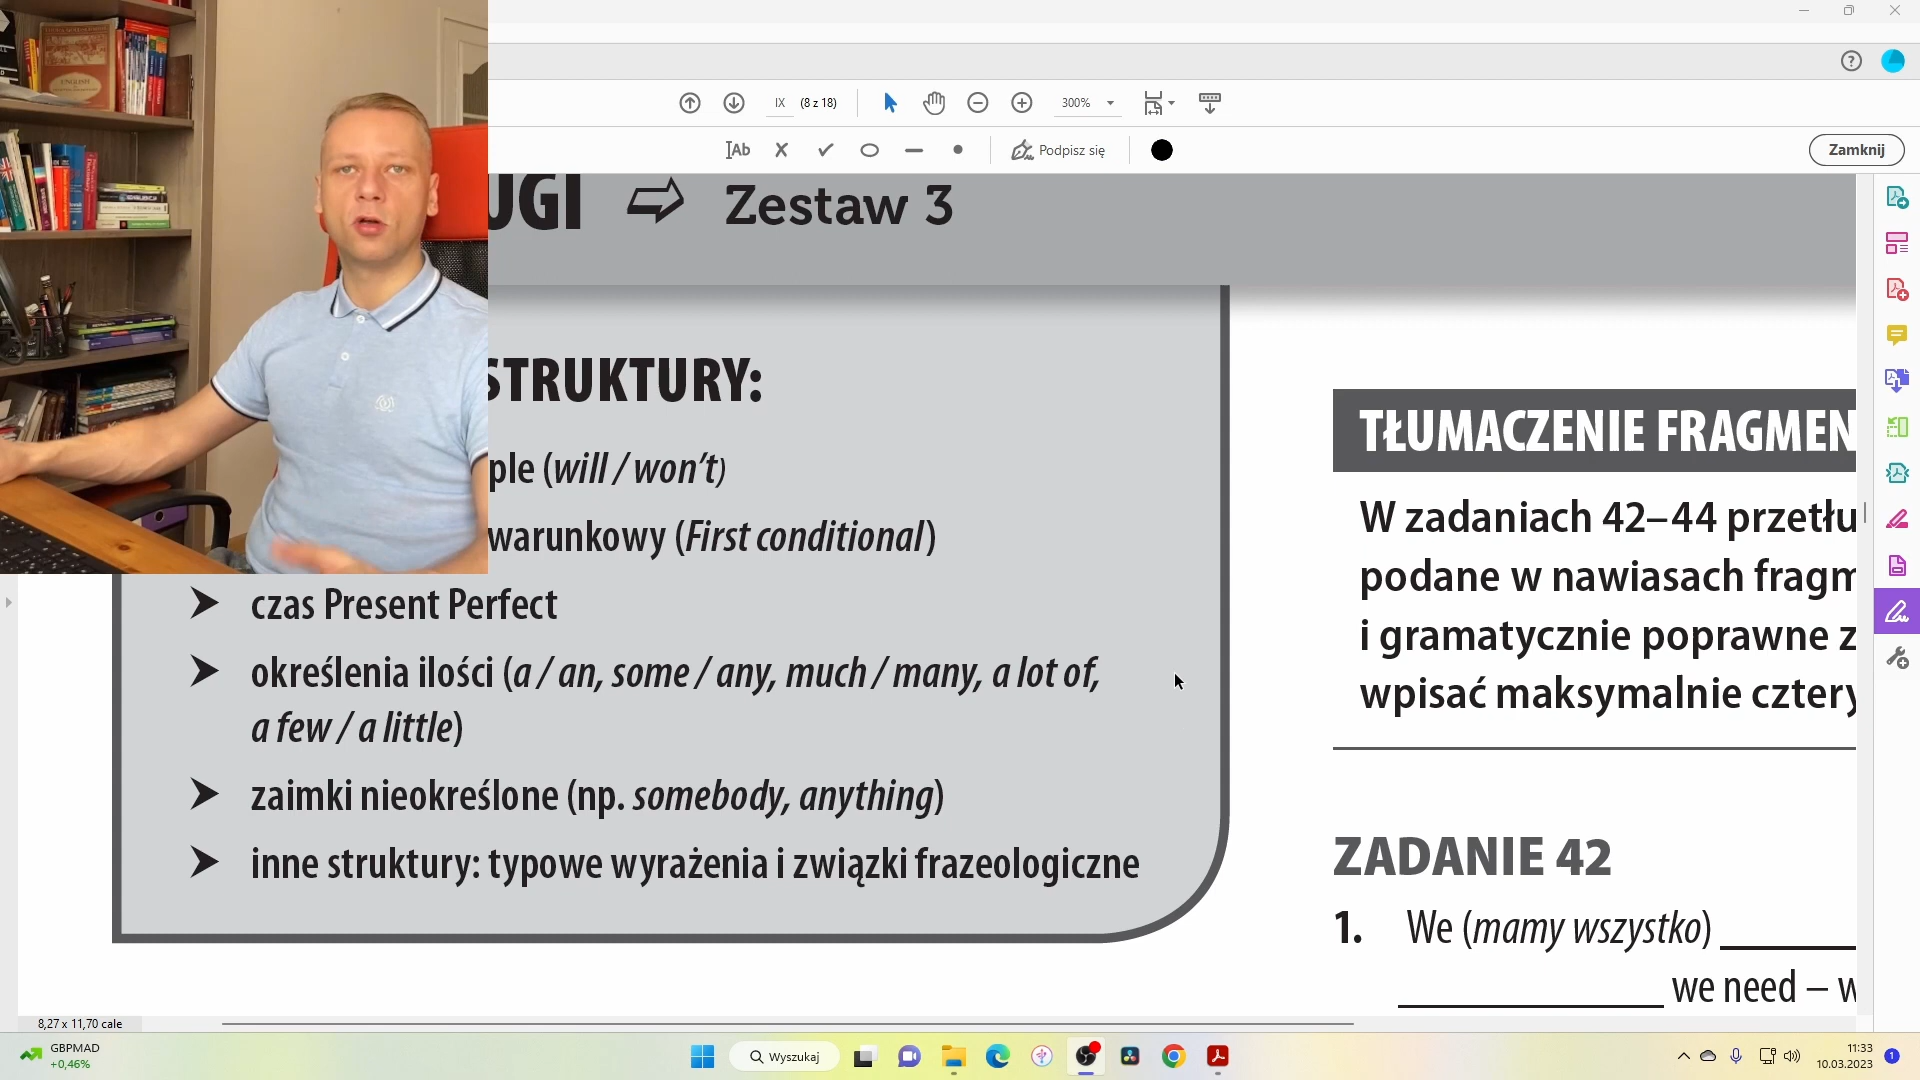 IX (8 z 18) 300%
Ab Podpisz się Zamknij
UGI Zestaw 3
STRUKTURY:
ple (will / won't)
warunkowy (First conditional)
czas Present Perfect
określenia ilości (a / an, some / any, much / many, a lot of,
a few / a little)
zaimki nieokreślone (np. somebody, anything)
inne struktury: typowe wyrażenia i związki frazeologiczne
TŁUMACZENIE FRAGMEN
W zadaniach 42–44 przetłu
podane w nawiasach fragm
i gramatycznie poprawne z
wpisać maksymalnie cztery
ZADANIE 42
1. We (mamy wszystko)
we need – w
8,27 x 11,70 cale
GBPMAD
+0,46%
Wyszukaj
11:33
10.03.2023
1